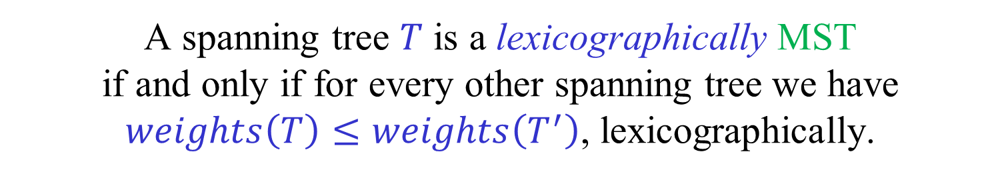 A spanning tree T is a lexicographically MST
if and only if for every other spanning tree we have
weights(T) ≤ weights(T′), lexicographically.